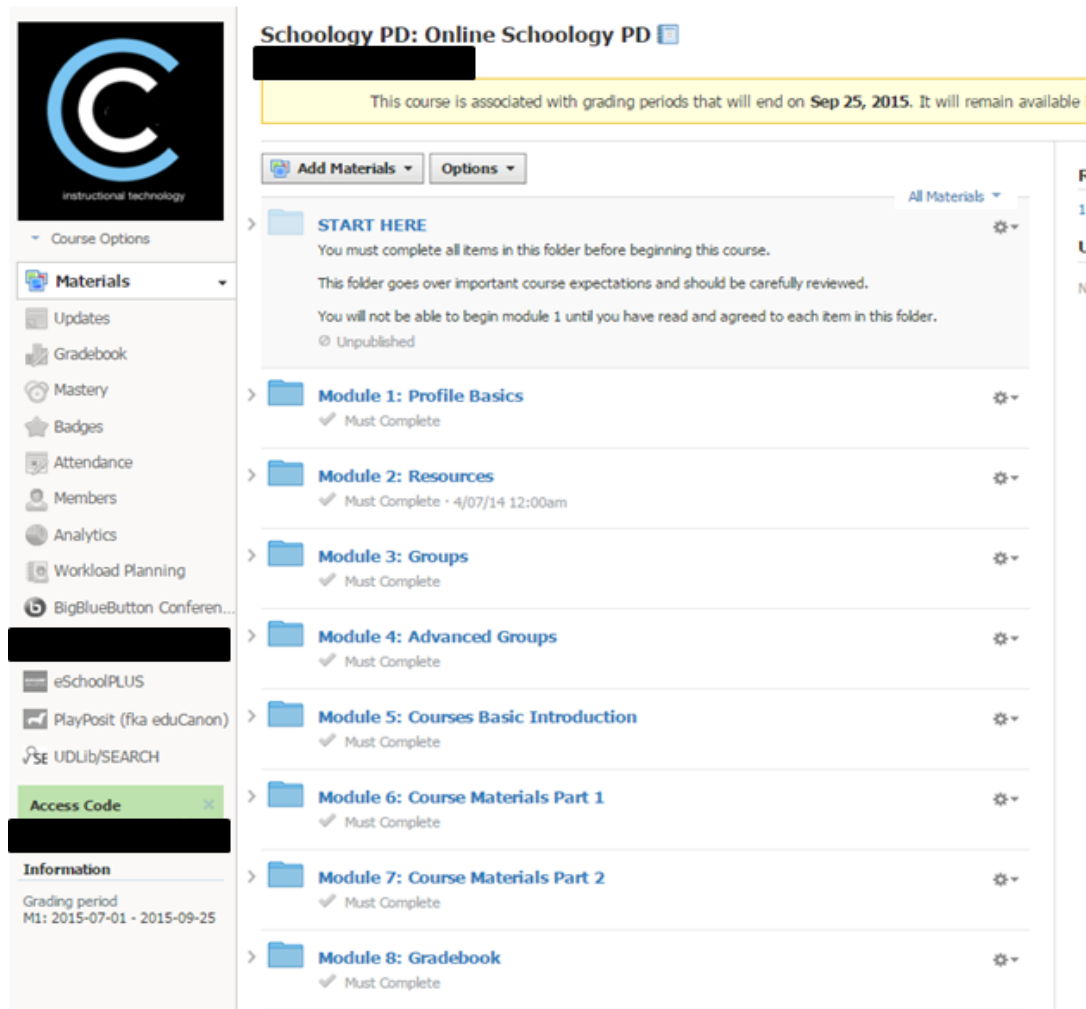 instructional technology
Course Options
Materials
Updates
Gradebook
Mastery
Badges
Attendance
Members
Analytics
Workload Planning
BigBlueButton Conferen...
eSchoolPLUS
PlayPosit (fka eduCanon)
UDLib/SEARCH
Access Code
Information
Grading period
M1: 2015-07-01 - 2015-09-25
Schoology PD: Online Schoology PD
This course is associated with grading periods that will end on Sep 25, 2015. It will remain available
Add Materials
Options
All Materials
START HERE
You must complete all items in this folder before beginning this course.
This folder goes over important course expectations and should be carefully reviewed.
You will not be able to begin module 1 until you have read and agreed to each item in this folder.
Unpublished
Module 1: Profile Basics
Must Complete
Module 2: Resources
Must Complete · 4/07/14 12:00am
Module 3: Groups
Must Complete
Module 4: Advanced Groups
Must Complete
Module 5: Courses Basic Introduction
Must Complete
Module 6: Course Materials Part 1
Must Complete
Module 7: Course Materials Part 2
Must Complete
Module 8: Gradebook
Must Complete